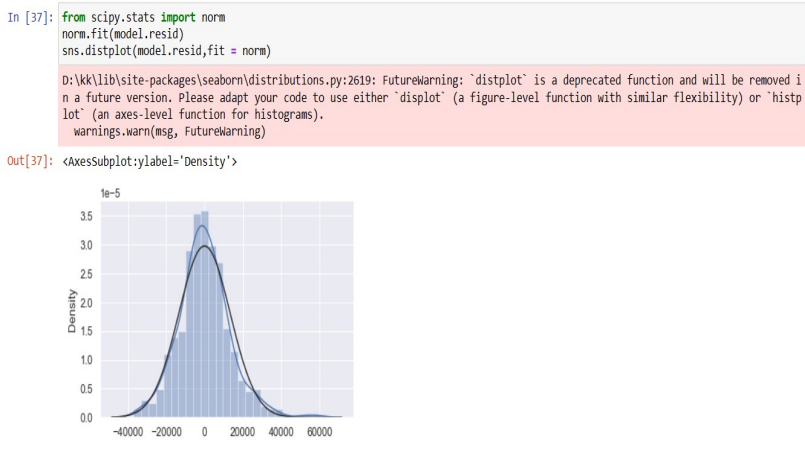 In [37]: from scipy.stats import norm
norm.fit(model.resid)
sns.distplot(model.resid,fit = norm)
D:\kk\lib\site-packages\seaborn\distributions.py:2619: FutureWarning: `distplot` is a deprecated function and will be removed i
n a future version. Please adapt your code to use either `displot` (a figure-level function with similar flexibility) or `histp
lot` (an axes-level function for histograms).
warnings.warn(msg, FutureWarning)
Out[37]: <AxesSubplot:ylabel='Density'>
1e-5
3.5
3.0
2.5
2.0
1.5
1.0
0.5
0.0
Density
-40000 -20000 0 20000 40000 60000